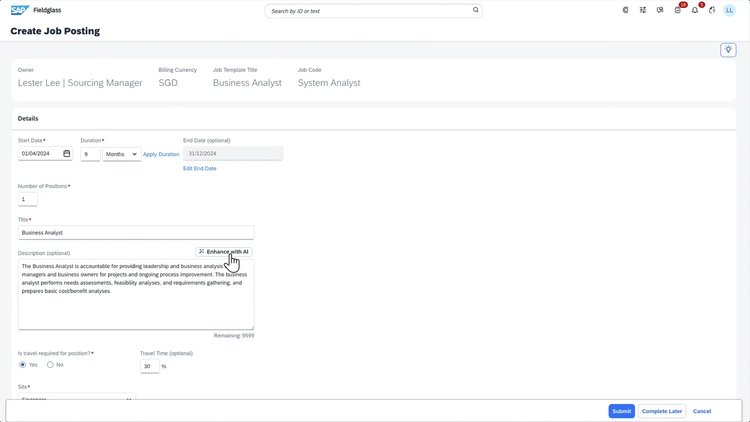 SAP Fieldglass
Search by ID or text
18
5
LL
Create Job Posting
Owner
Billing Currency
Job Template Title
Job Code
Lester Lee | Sourcing Manager
SGD
Business Analyst
System Analyst
Details
Start Date*
Duration*
End Date (optional)
01/04/2024
9
Months
Apply Duration
31/12/2024
Edit End Date
Number of Positions*
1
Title*
Business Analyst
Description (optional)
Enhance with AI
The Business Analyst is accountable for providing leadership and business analysis
managers and business owners for projects and ongoing process improvement. The business
analyst performs needs assessments, feasibility analyses, and requirements gathering, and
prepares basic cost/benefit analyses.
Remaining: 9699
Is travel required for position?*
Travel Time (optional)
Yes
No
30
%
Site*
Submit
Complete Later
Cancel